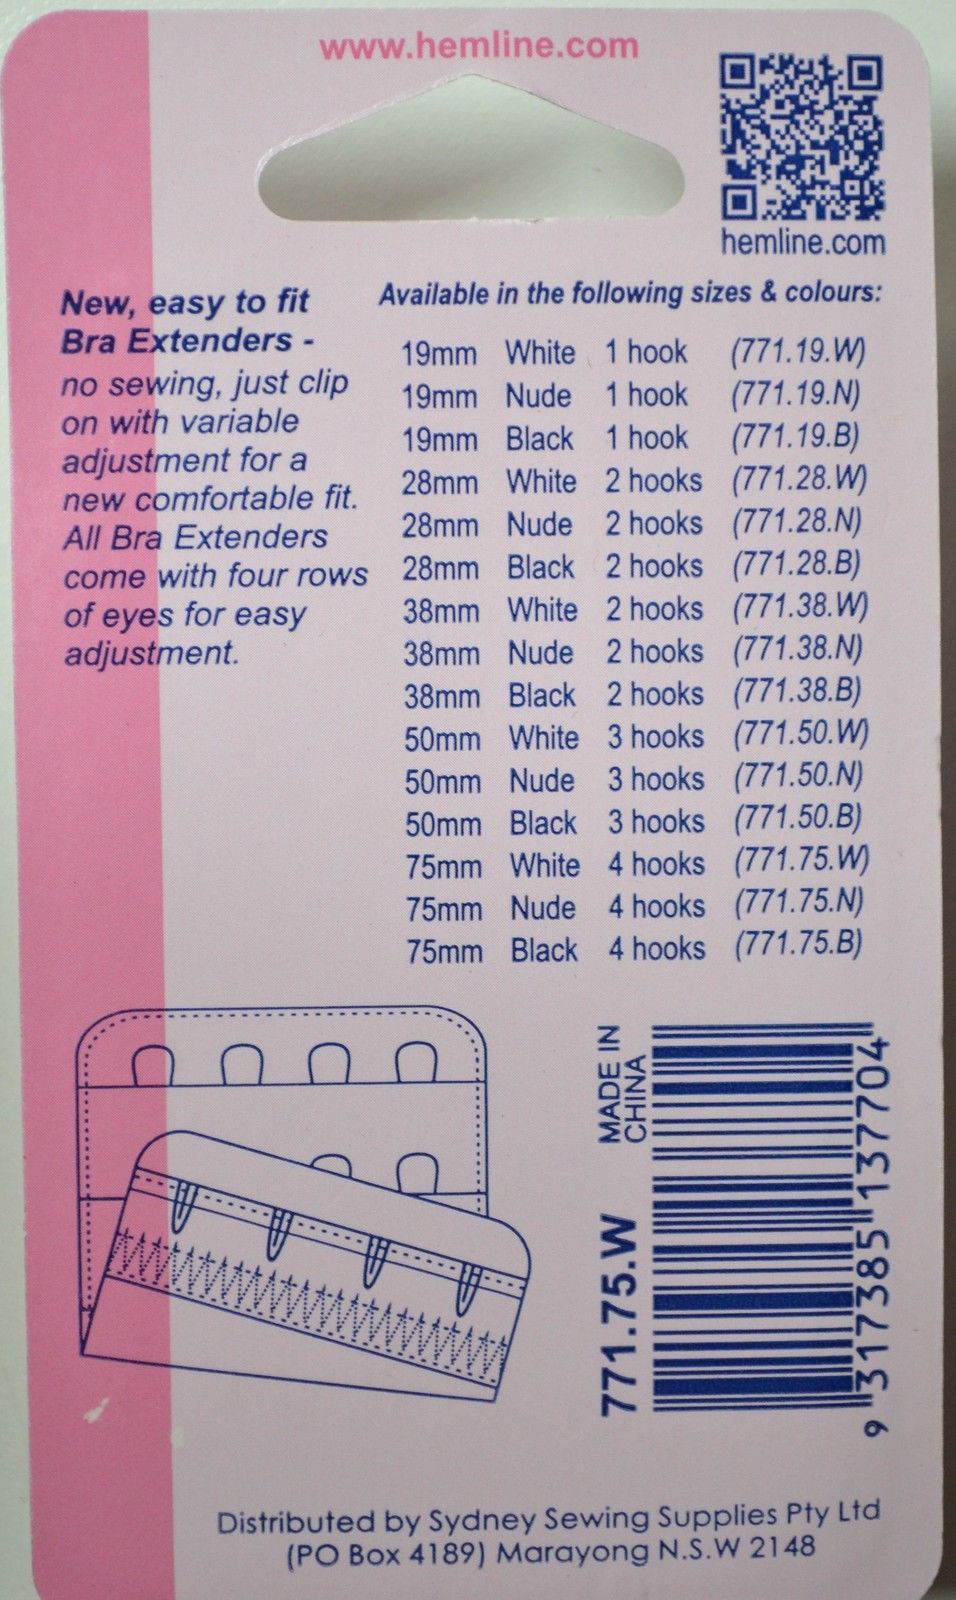 www.hemline.com
hemline.com
New, easy to fit
Bra Extenders -
no sewing, just clip
on with variable
adjustment for a
new comfortable fit.
All Bra Extenders
come with four rows
of eyes for easy
adjustment.
Available in the following sizes & colours:
19mm White 1 hook (771.19.W)
19mm Nude 1 hook (771.19.N)
19mm Black 1 hook (771.19.B)
28mm White 2 hooks (771.28.W)
28mm Nude 2 hooks (771.28.N)
28mm Black 2 hooks (771.28.B)
38mm White 2 hooks (771.38.W)
38mm Nude 2 hooks (771.38.N)
38mm Black 2 hooks (771.38.B)
50mm White 3 hooks (771.50.W)
50mm Nude 3 hooks (771.50.N)
50mm Black 3 hooks (771.50.B)
75mm White 4 hooks (771.75.W)
75mm Nude 4 hooks (771.75.N)
75mm Black 4 hooks (771.75.B)
MADE IN
CHINA
771.75.W
9 317385 137704
Distributed by Sydney Sewing Supplies Pty Ltd
(PO Box 4189) Marayong N.S.W 2148